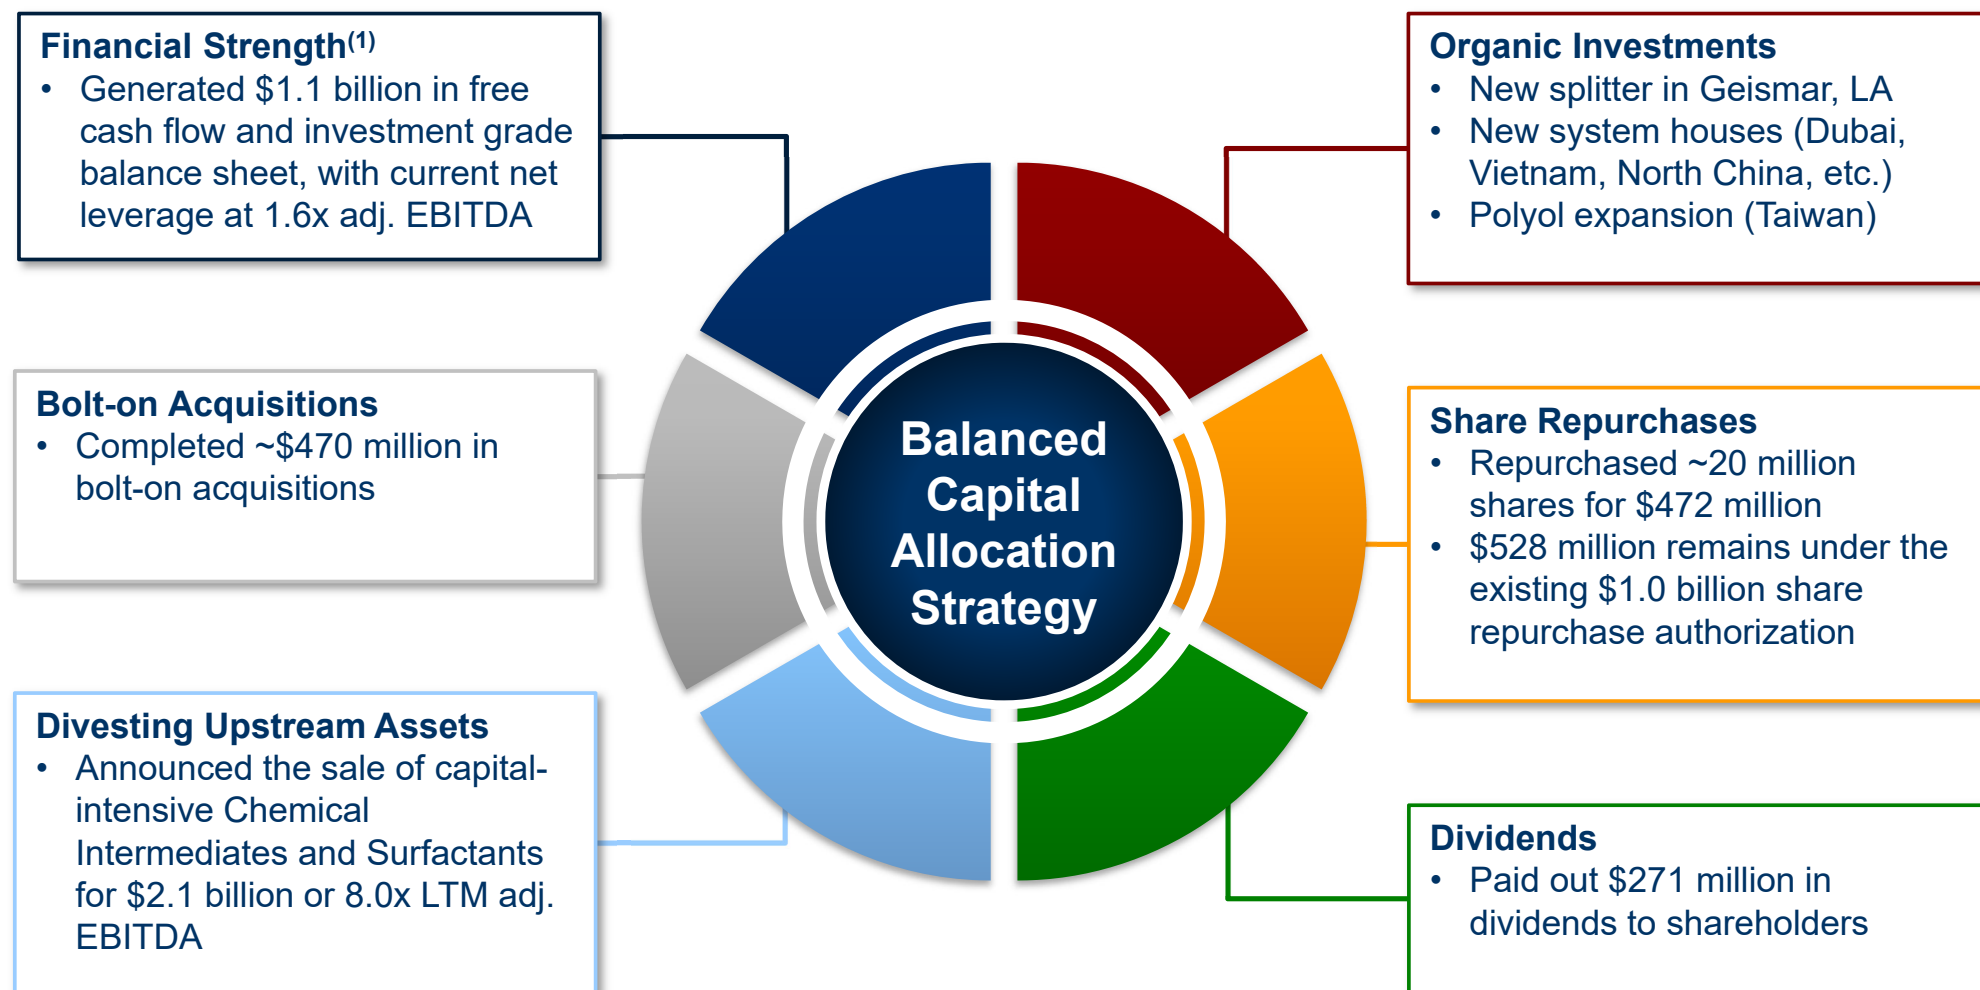 Financial Strength(1)
• Generated $1.1 billion in free
cash flow and investment grade
balance sheet, with current net
leverage at 1.6x adj. EBITDA
Bolt-on Acquisitions
• Completed ~$470 million in
bolt-on acquisitions
Divesting Upstream Assets
• Announced the sale of capital-
intensive Chemical
Intermediates and Surfactants
for $2.1 billion or 8.0x LTM adj.
EBITDA
Balanced
Capital
Allocation
Strategy
Organic Investments
• New splitter in Geismar, LA
• New system houses (Dubai,
Vietnam, North China, etc.)
• Polyol expansion (Taiwan)
Share Repurchases
• Repurchased ~20 million
shares for $472 million
• $528 million remains under the
existing $1.0 billion share
repurchase authorization
Dividends
• Paid out $271 million in
dividends to shareholders